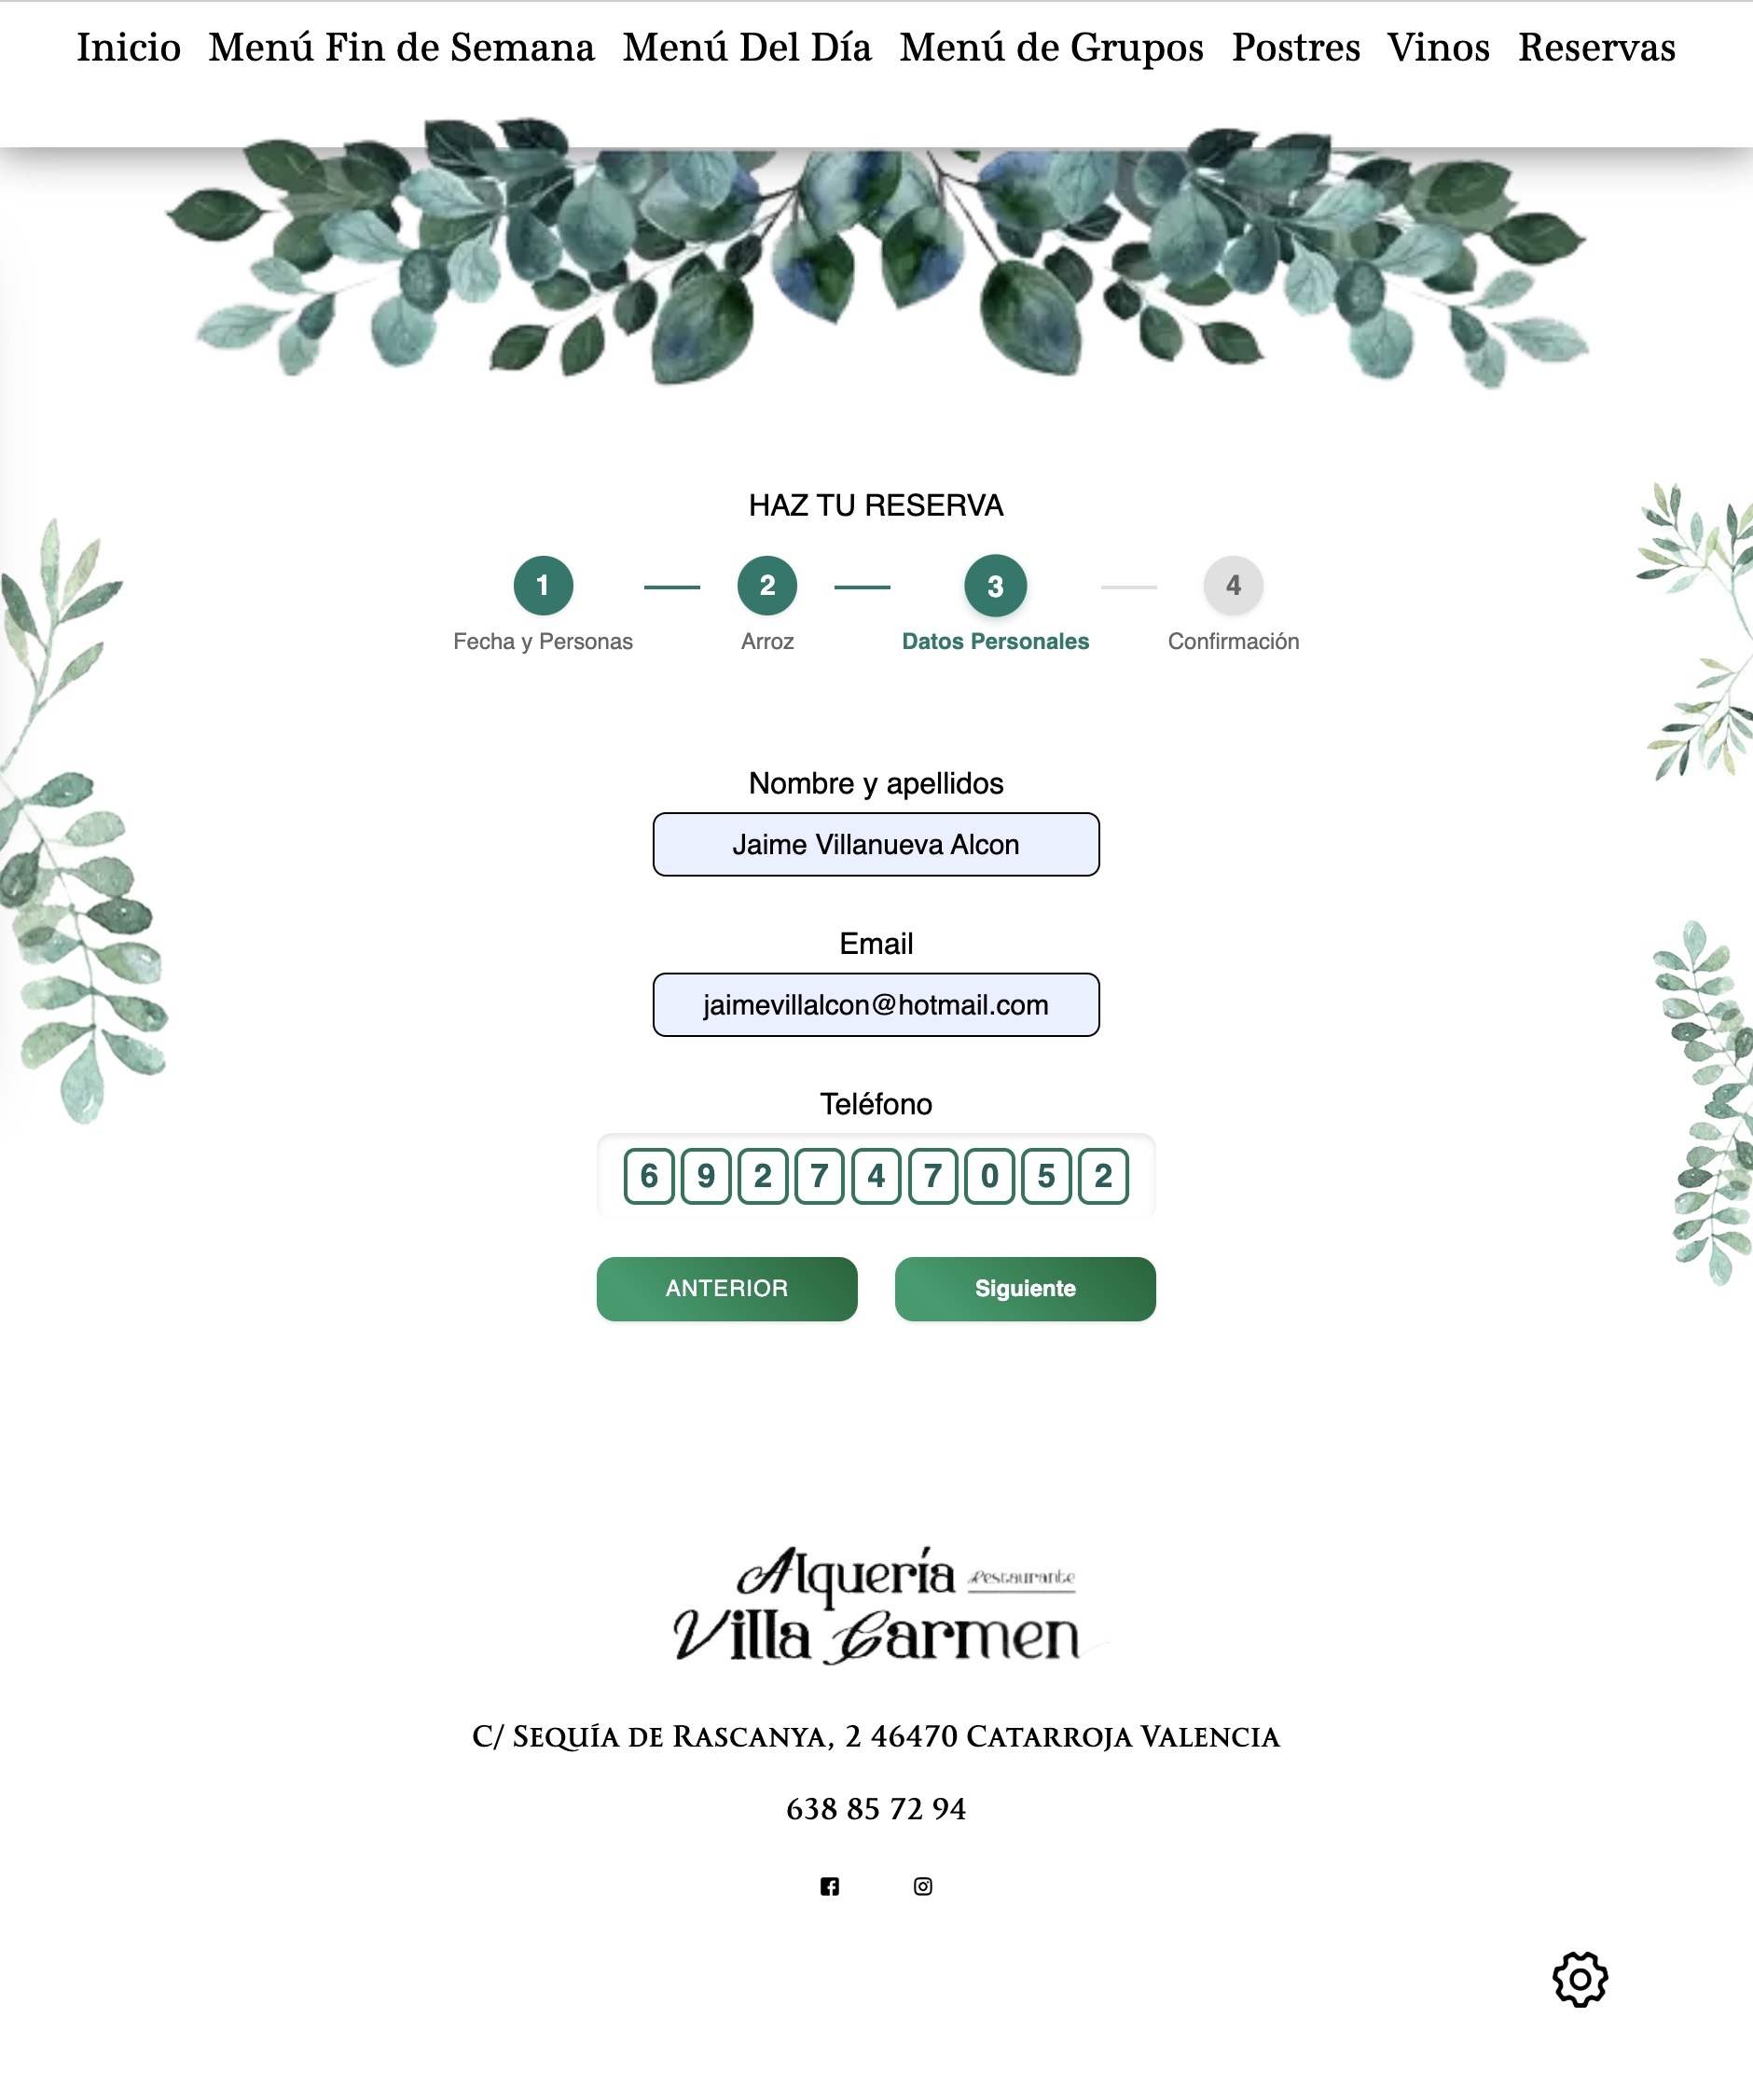 Inicio Menú Fin de Semana Menú Del Día Menú de Grupos Postres Vinos Reservas
HAZ TU RESERVA
1 2 3 4
Fecha y Personas Arroz Datos Personales Confirmación
Nombre y apellidos
Jaime Villanueva Alcon
Email
jaimevillalcon@hotmail.com
Teléfono
6 9 2 7 4 7 0 5 2
ANTERIOR Siguiente
Alquería Restaurante
Villa Carmen
C/ Sequía de Rascanya, 2 46470 Catarroja Valencia
638 85 72 94